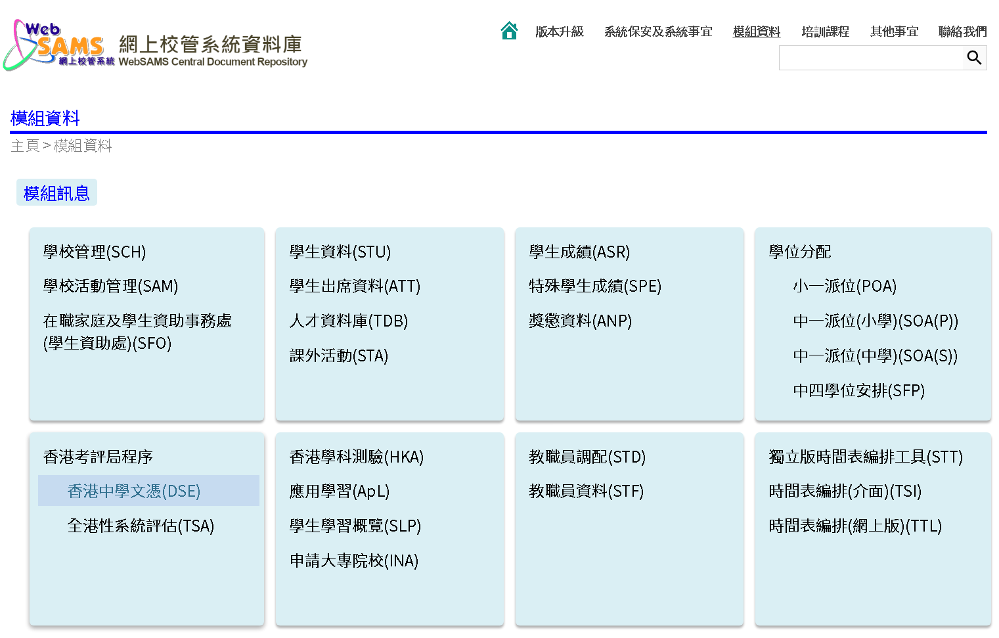 Web
SAMS
網上校管系統
網上校管系統資料庫
WebSAMS Central Document Repository
版本升級 系統保安及系統事宜 模組資料 培訓課程 其他事宜 聯絡我們
模組資料
主頁 > 模組資料
模組訊息
學校管理(SCH)
學校活動管理(SAM)
在職家庭及學生資助事務處
(學生資助處)(SFO)
學生資料(STU)
學生出席資料(ATT)
人才資料庫(TDB)
課外活動(STA)
學生成績(ASR)
特殊學生成績(SPE)
獎懲資料(ANP)
學位分配
小一派位(POA)
中一派位(小學)(SOA(P))
中一派位(中學)(SOA(S))
中四學位安排(SFP)
香港考評局程序
香港中學文憑(DSE)
全港性系統評估(TSA)
香港學科測驗(HKA)
應用學習(ApL)
學生學習概覽(SLP)
申請大專院校(INA)
教職員調配(STD)
教職員資料(STF)
獨立版時間表編排工具(STT)
時間表編排(介面)(TSI)
時間表編排(網上版)(TTL)